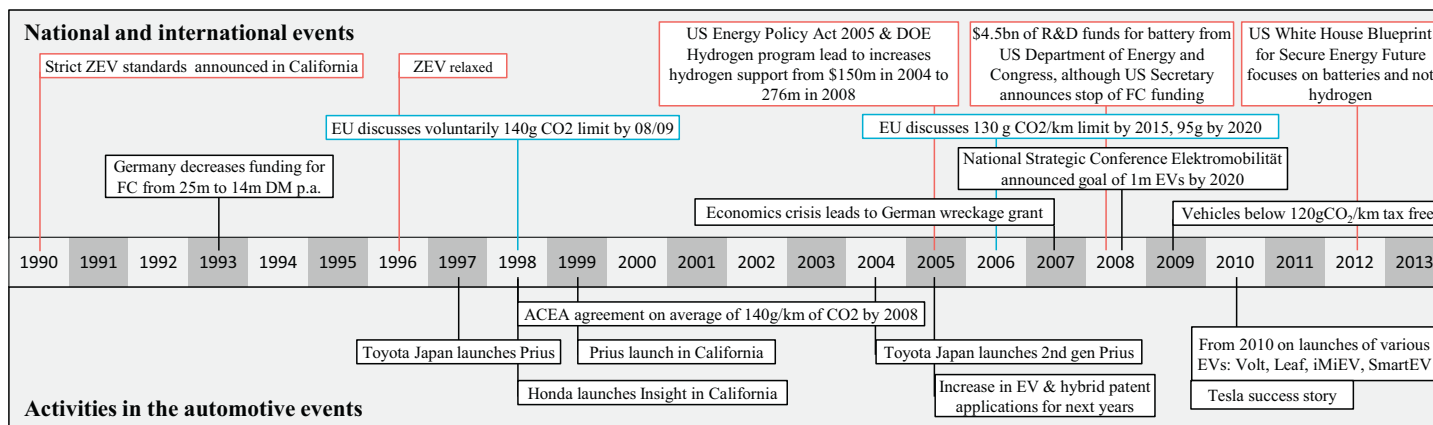 National and international events
Strict ZEV standards announced in California
ZEV relaxed
US Energy Policy Act 2005 & DOE
Hydrogen program lead to increases
hydrogen support from $150m in 2004 to
276m in 2008
$4.5bn of R&D funds for battery from
US Department of Energy and
Congress, although US Secretary
announces stop of FC funding
US White House Blueprint
for Secure Energy Future
focuses on batteries and not
hydrogen
EU discusses voluntarily 140g CO2 limit by 08/09
EU discusses 130 g CO2/km limit by 2015, 95g by 2020
Germany decreases funding for
FC from 25m to 14m DM p.a.
National Strategic Conference Elektromobilität
announced goal of 1m EVs by 2020
Economics crisis leads to German wreckage grant
Vehicles below 120gCO₂/km tax free
1990 1991 1992 1993 1994 1995 1996 1997 1998 1999 2000 2001 2002 2003 2004 2005 2006 2007 2008 2009 2010 2011 2012 2013
ACEA agreement on average of 140g/km of CO2 by 2008
Toyota Japan launches Prius
Prius launch in California
Toyota Japan launches 2nd gen Prius
From 2010 on launches of various
EVs: Volt, Leaf, iMiEV, SmartEV
Honda launches Insight in California
Increase in EV & hybrid patent
applications for next years
Tesla success story
Activities in the automotive events